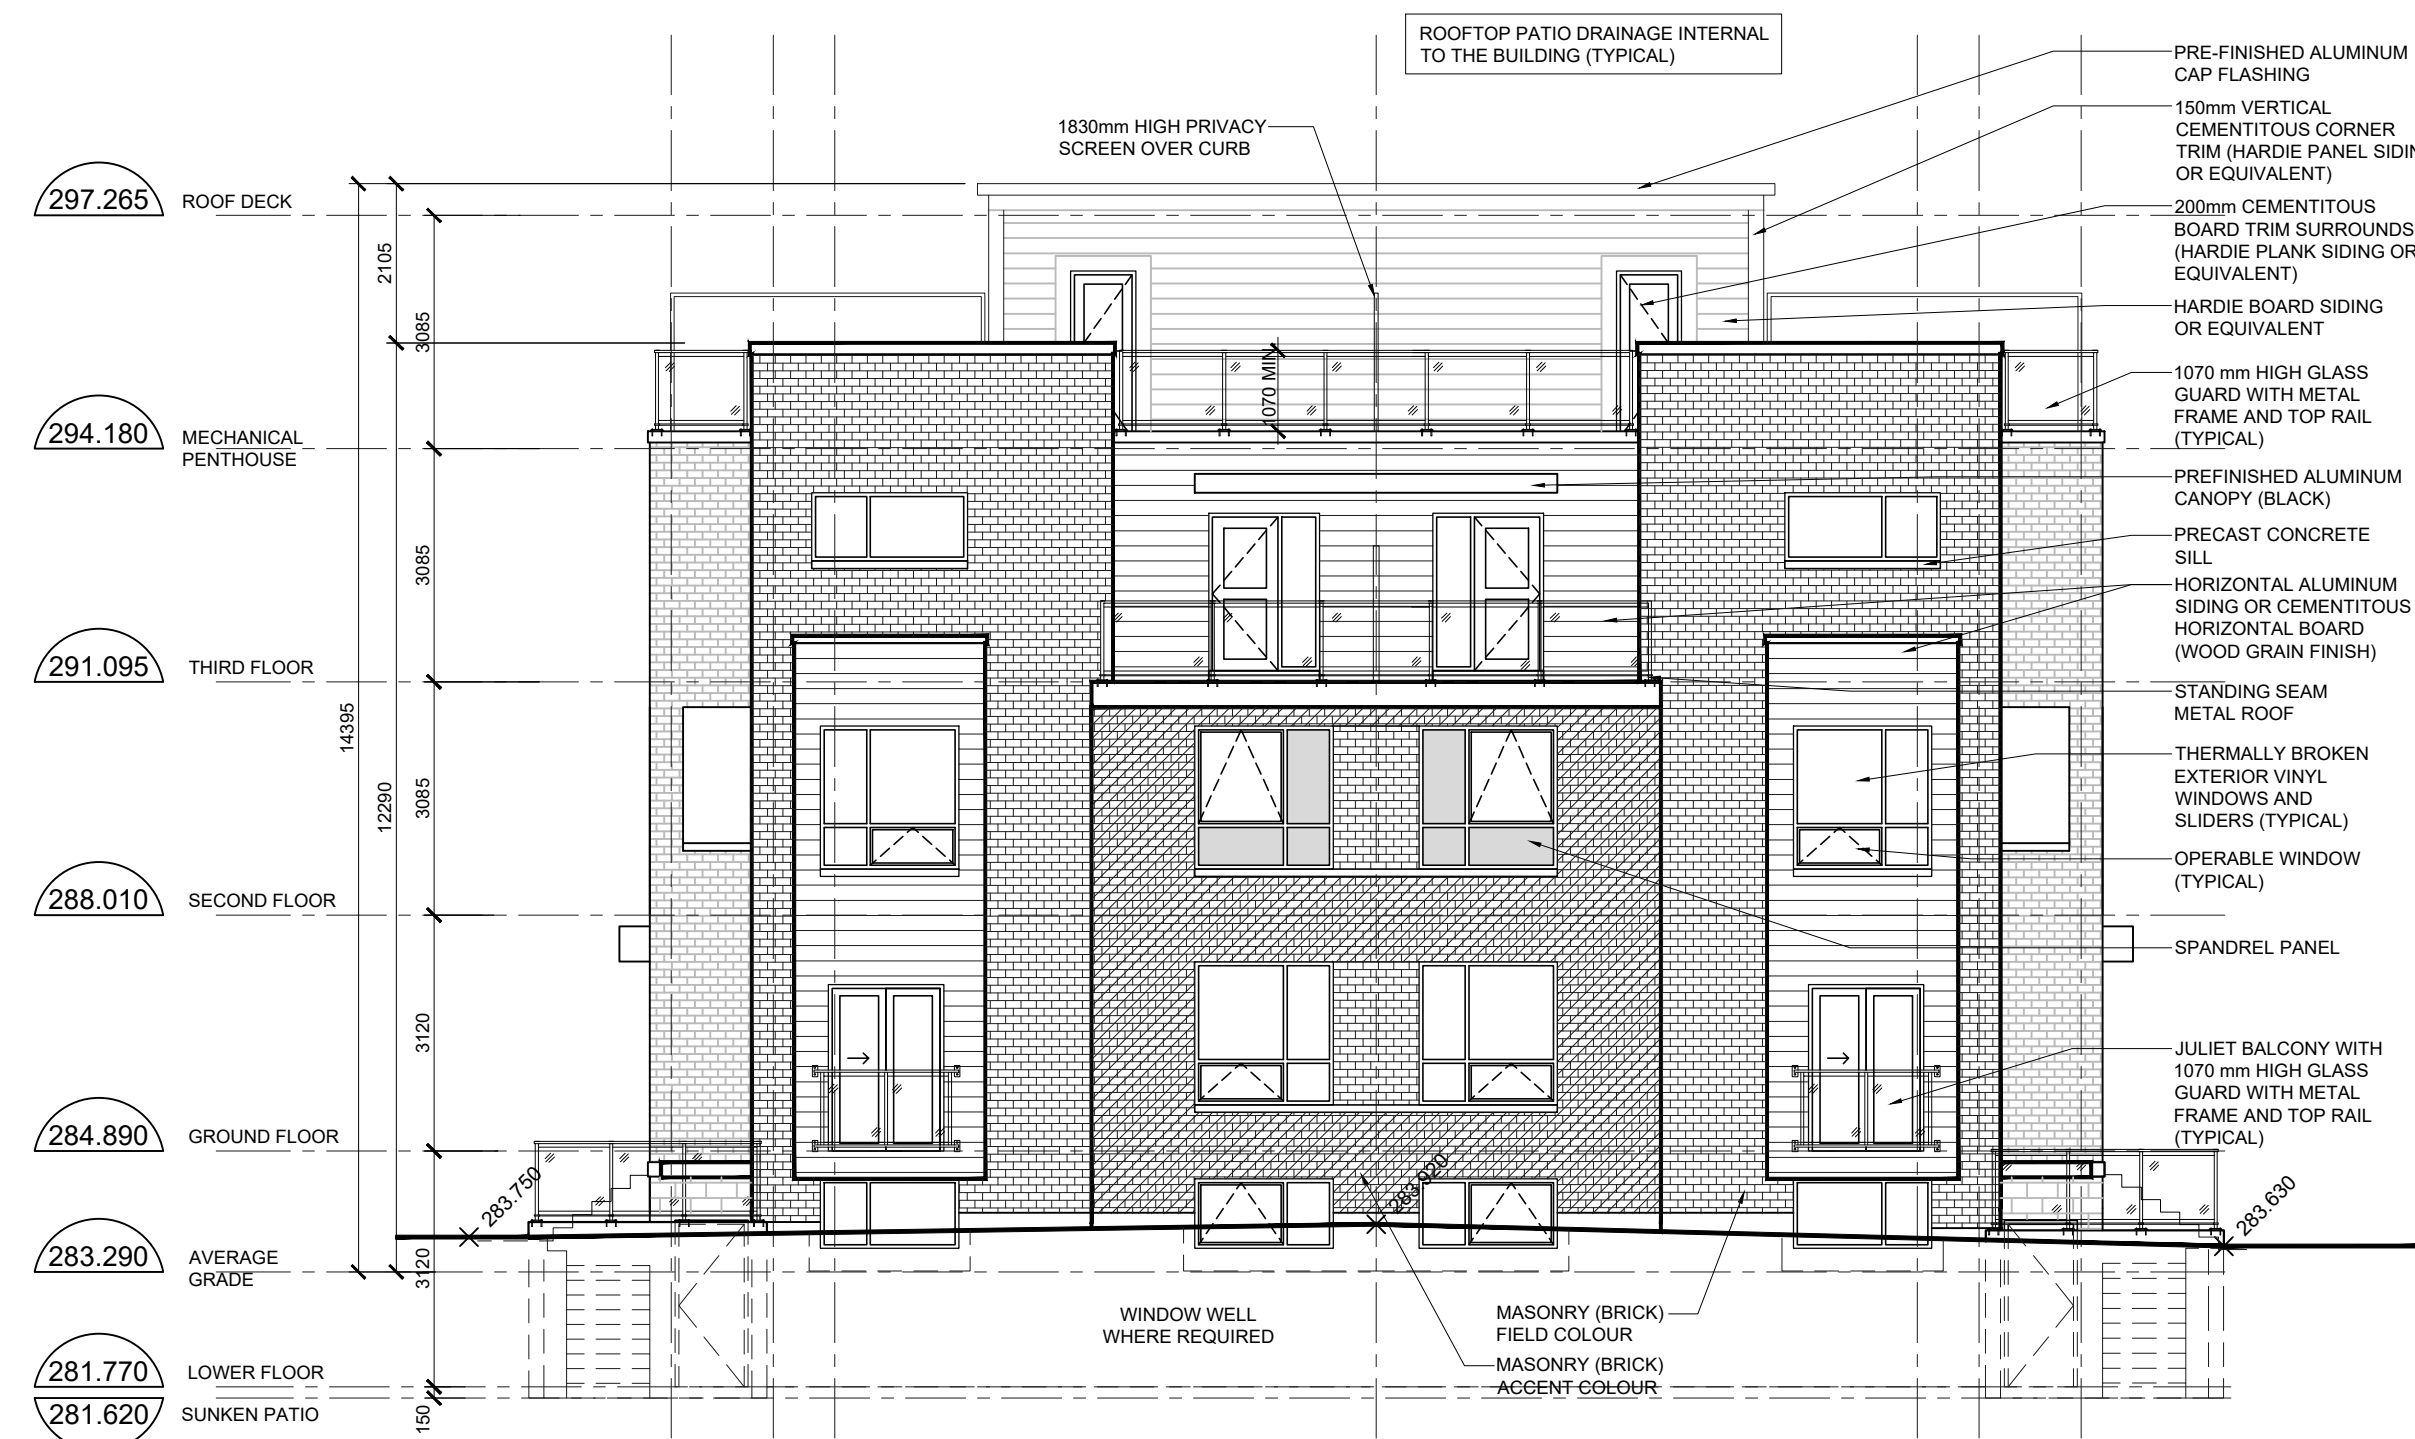 ROOFTOP PATIO DRAINAGE INTERNAL
TO THE BUILDING (TYPICAL)
1830mm HIGH PRIVACY
SCREEN OVER CURB
PRE-FINISHED ALUMINUM
CAP FLASHING
150mm VERTICAL
CEMENTITOUS CORNER
TRIM (HARDIE PANEL SIDIN
OR EQUIVALENT)
200mm CEMENTITOUS
BOARD TRIM SURROUNDS
(HARDIE PLANK SIDING OR
EQUIVALENT)
HARDIE BOARD SIDING
OR EQUIVALENT
1070 mm HIGH GLASS
GUARD WITH METAL
FRAME AND TOP RAIL
(TYPICAL)
PREFINISHED ALUMINUM
CANOPY (BLACK)
PRECAST CONCRETE
SILL
HORIZONTAL ALUMINUM
SIDING OR CEMENTITOUS
HORIZONTAL BOARD
(WOOD GRAIN FINISH)
STANDING SEAM
METAL ROOF
THERMALLY BROKEN
EXTERIOR VINYL
WINDOWS AND
SLIDERS (TYPICAL)
OPERABLE WINDOW
(TYPICAL)
SPANDREL PANEL
JULIET BALCONY WITH
1070 mm HIGH GLASS
GUARD WITH METAL
FRAME AND TOP RAIL
(TYPICAL)
297.265 ROOF DECK
294.180 MECHANICAL
PENTHOUSE
291.095 THIRD FLOOR
288.010 SECOND FLOOR
284.890 GROUND FLOOR
283.290 AVERAGE
GRADE
281.770 LOWER FLOOR
281.620 SUNKEN PATIO
14395
2105
12290
3085
3085
3085
3120
3120
150
1070 MIN
283.750
283.920
283.630
WINDOW WELL
WHERE REQUIRED
MASONRY (BRICK)
FIELD COLOUR
MASONRY (BRICK)
ACCENT COLOUR